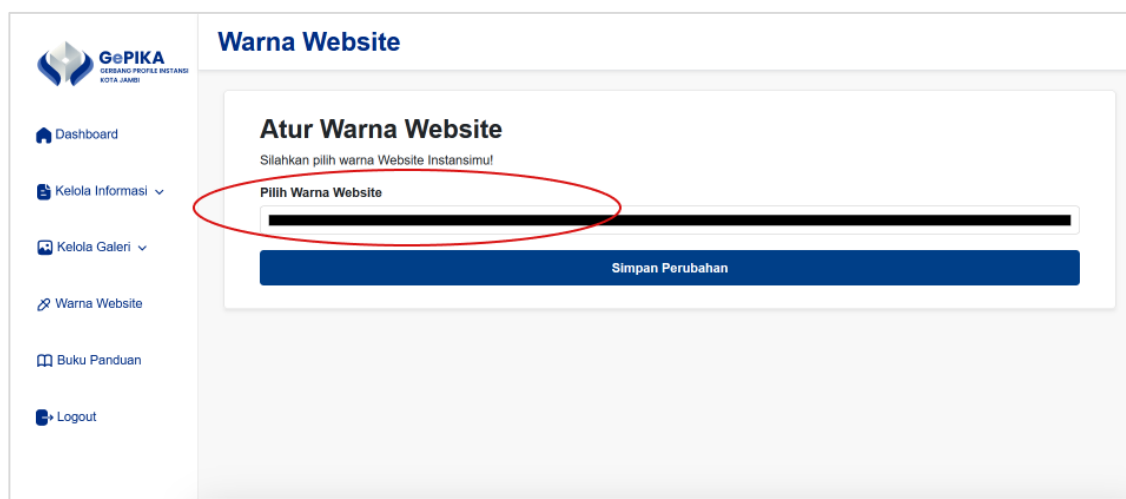 GePIKA
GERBANG PROFILE INSTANSI
KOTA JAMBI
Dashboard
Kelola Informasi
Kelola Galeri
Warna Website
Buku Panduan
Logout
Warna Website
Atur Warna Website
Silahkan pilih warna Website Instansimu!
Pilih Warna Website
Simpan Perubahan